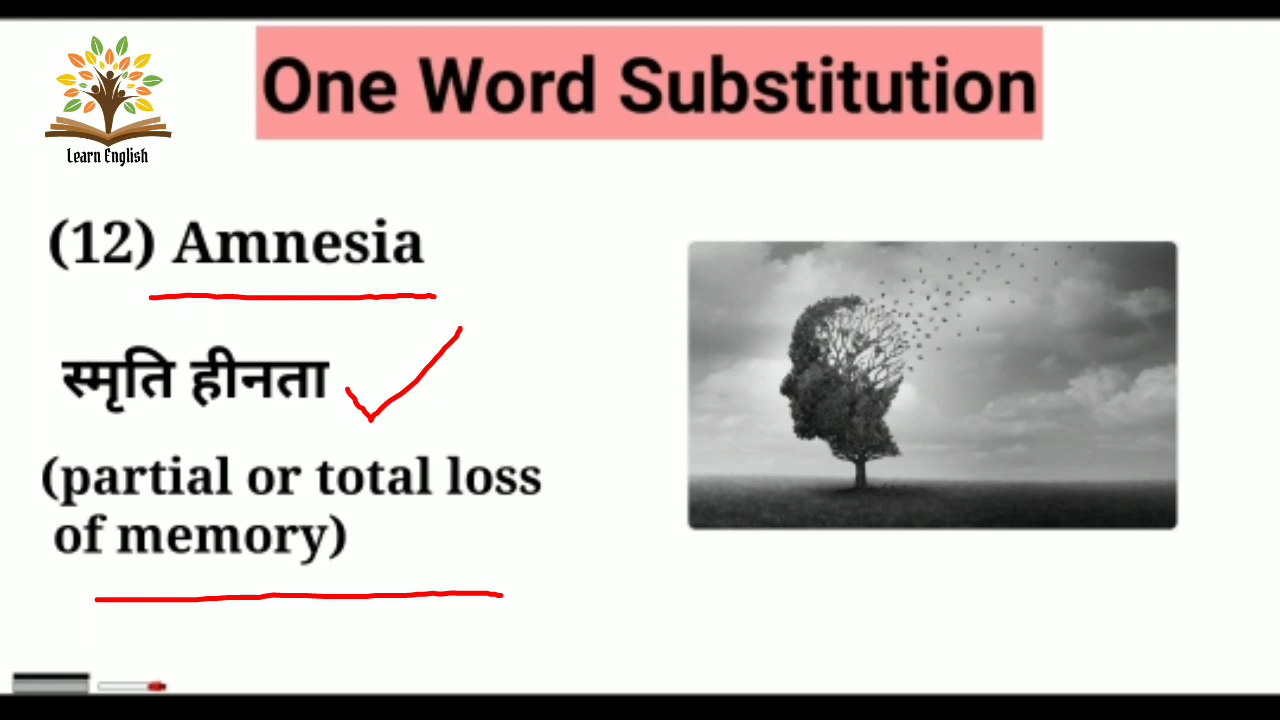 Learn English
One Word Substitution
(12) Amnesia
स्मृति हीनता
(partial or total loss
of memory)